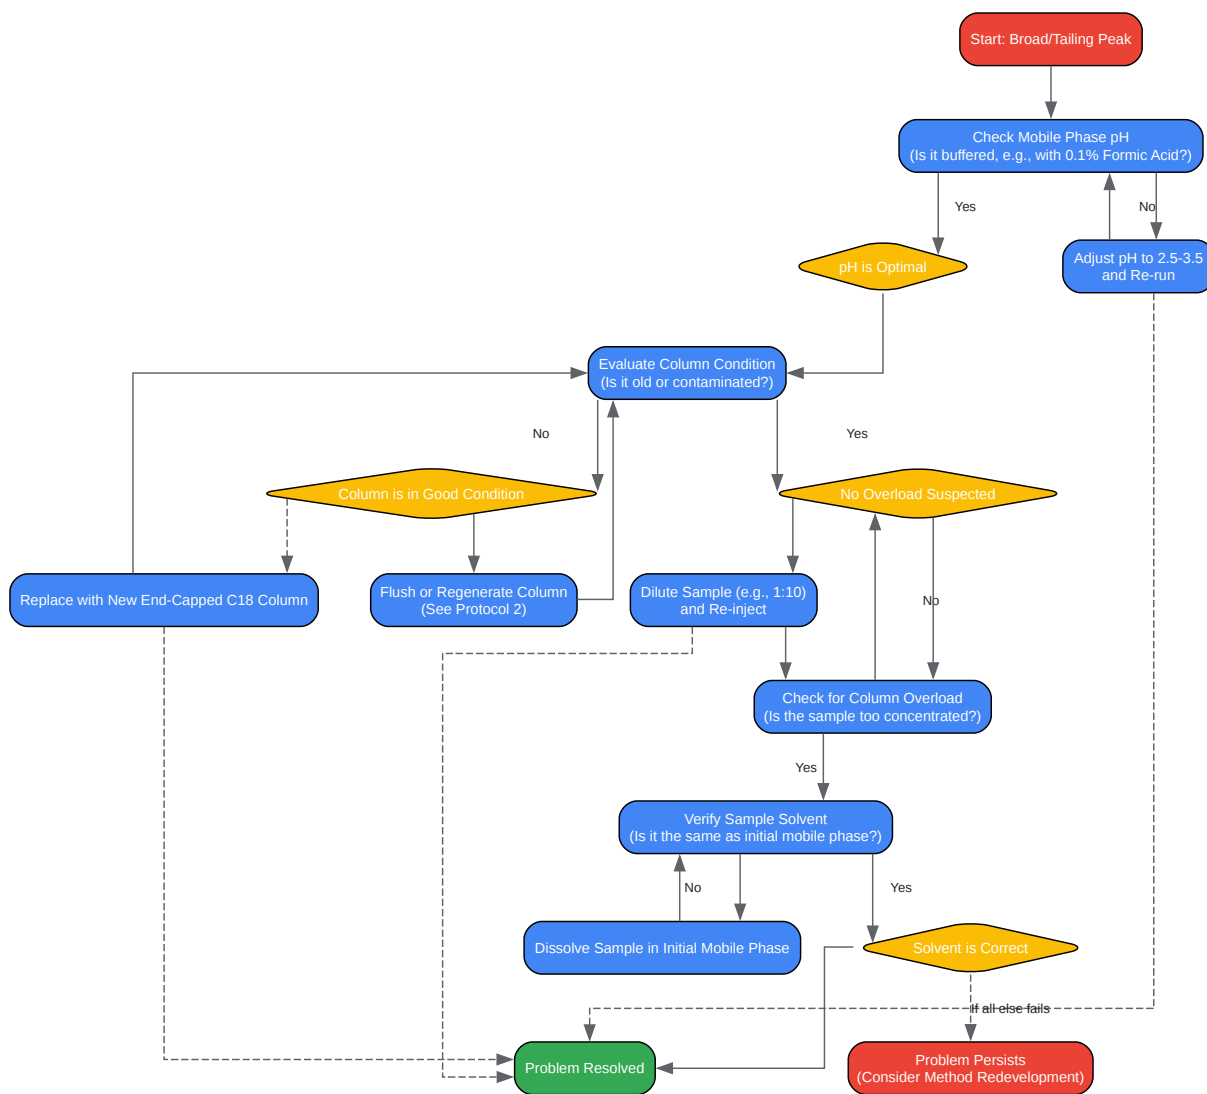 Start: Broad/Tailing Peak
Check Mobile Phase pH
(Is it buffered, e.g., with 0.1% Formic Acid?)
Yes
No
pH is Optimal
Adjust pH to 2.5-3.5
and Re-run
Evaluate Column Condition
(Is it old or contaminated?)
No
Yes
Column is in Good Condition
No Overload Suspected
Replace with New End-Capped C18 Column
Flush or Regenerate Column
(See Protocol 2)
Dilute Sample (e.g., 1:10)
and Re-inject
No
Check for Column Overload
(Is the sample too concentrated?)
Yes
Verify Sample Solvent
(Is it the same as initial mobile phase?)
No
Yes
Dissolve Sample in Initial Mobile Phase
Solvent is Correct
If all else fails
Problem Resolved
Problem Persists
(Consider Method Redevelopment)